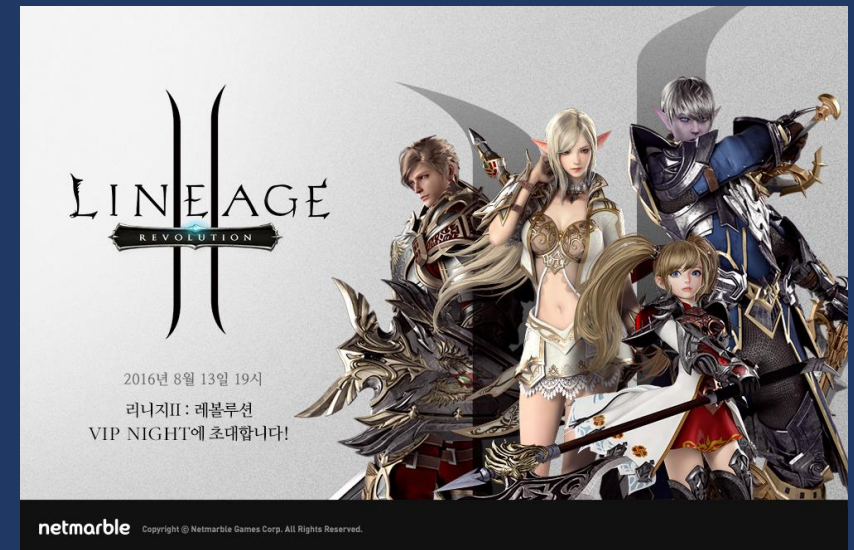 LINEAGE
II
REVOLUTION
2016년 8월 13일 19시
리니지II : 레볼루션
VIP NIGHT에 초대합니다!
netmarble Copyright © Netmarble Games Corp. All Rights Reserved.